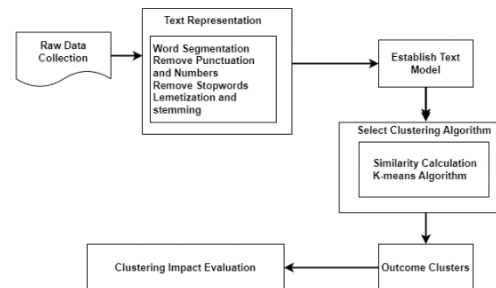 Raw Data
Collection
Text Representation
Word Segmentation
Remove Punctuation
and Numbers
Remove Stopwords
Lemetization and
stemming
Establish Text
Model
Select Clustering Algorithm
Similarity Calculation
K-means Algorithm
Outcome Clusters
Clustering Impact Evaluation